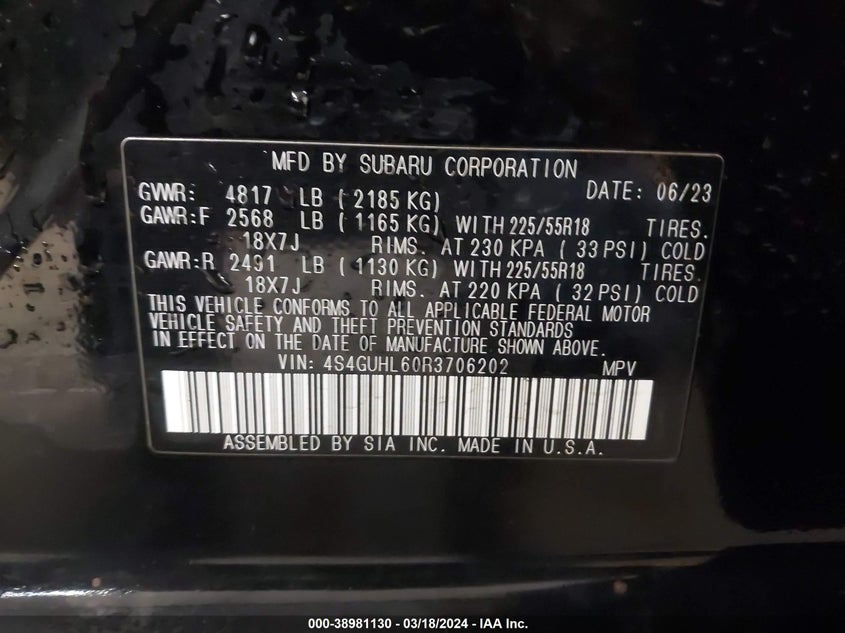 MFD BY SUBARU CORPORATION
GVWR: 4817 LB ( 2185 KG) DATE: 06/23
GAWR:F 2568 LB ( 1165 KG) WITH 225/55R18 TIRES.
18X7J RIMS. AT 230 KPA ( 33 PSI) COLD
GAWR:R 2491 LB ( 1130 KG) WITH 225/55R18 TIRES.
18X7J RIMS. AT 220 KPA ( 32 PSI) COLD
THIS VEHICLE CONFORMS TO ALL APPLICABLE FEDERAL MOTOR
VEHICLE SAFETY AND THEFT PREVENTION STANDARDS
IN EFFECT ON THE DATE OF MANUFACTURE SHOWN ABOVE.
VIN: 4S4GUHL60R3706202 MPV
ASSEMBLED BY SIA INC. MADE IN U.S.A.
000-38981130 - 03/18/2024 - IAA Inc.